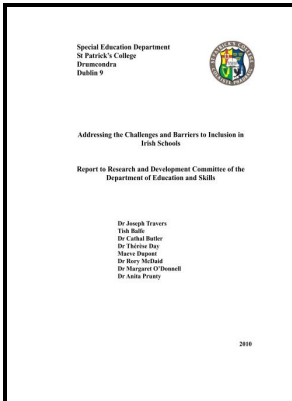 Special Education Department
St Patrick's College
Drumcondra
Dublin 9
Addressing the Challenges and Barriers to Inclusion in
Irish Schools
Report to Research and Development Committee of the
Department of Education and Skills
Dr Joseph Travers
Tish Balfe
Dr Cathal Butler
Dr Thérèse Day
Maeve Dupont
Dr Rory McDaid
Dr Margaret O'Donnell
Dr Anita Prunty
2010